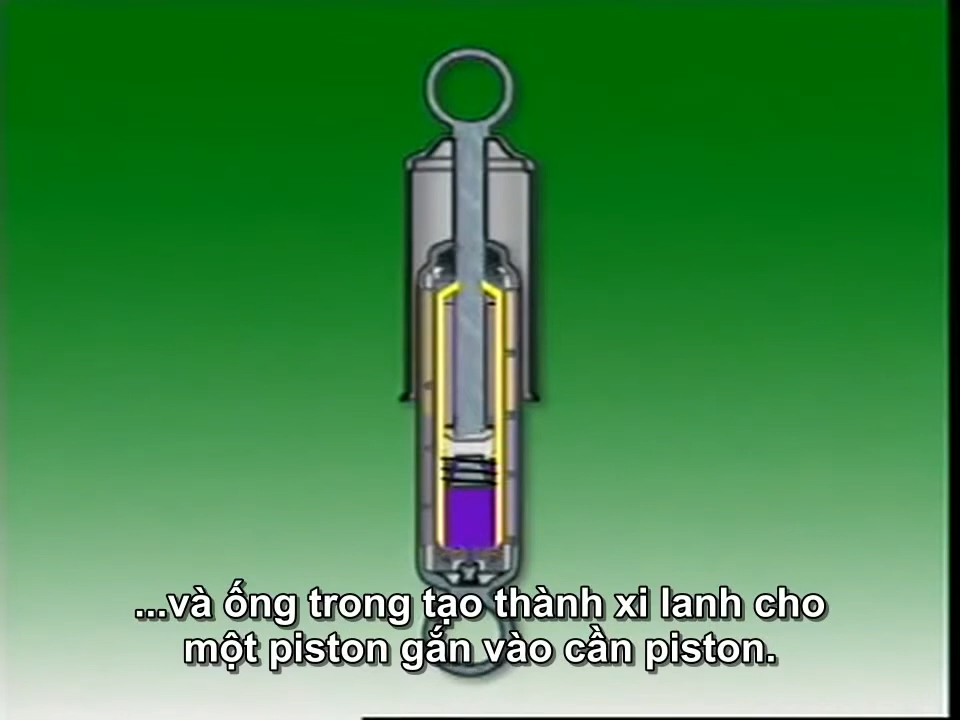 ...và ống trong tạo thành xi lanh cho
một piston gắn vào cần piston.